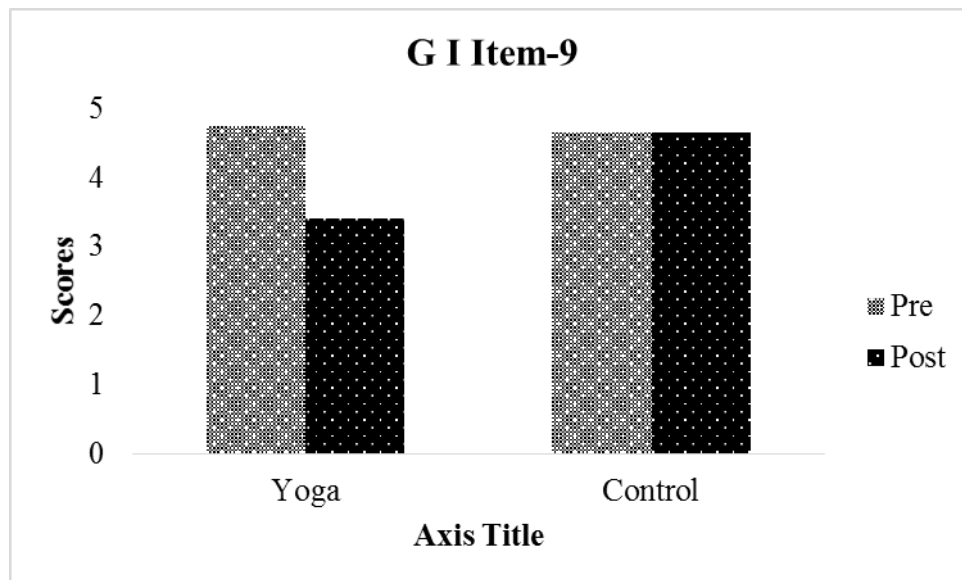 G I Item-9
5
4
3
2
1
0
Scores
Yoga Control
Axis Title
Pre
Post